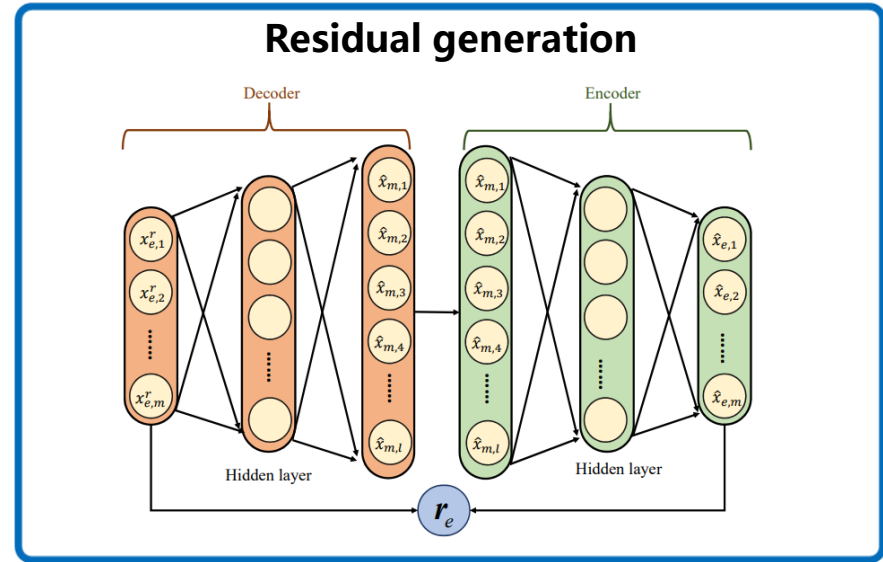 Residual generation
Decoder
Encoder
x^r_{e,1}
x^r_{e,2}
......
x^r_{e,m}
......
Hidden layer
x̂_{m,1}
x̂_{m,2}
x̂_{m,3}
x̂_{m,4}
......
x̂_{m,l}
x̂_{m,1}
x̂_{m,2}
x̂_{m,3}
x̂_{m,4}
......
x̂_{m,l}
......
Hidden layer
x̂_{e,1}
x̂_{e,2}
......
x̂_{e,m}
r_e